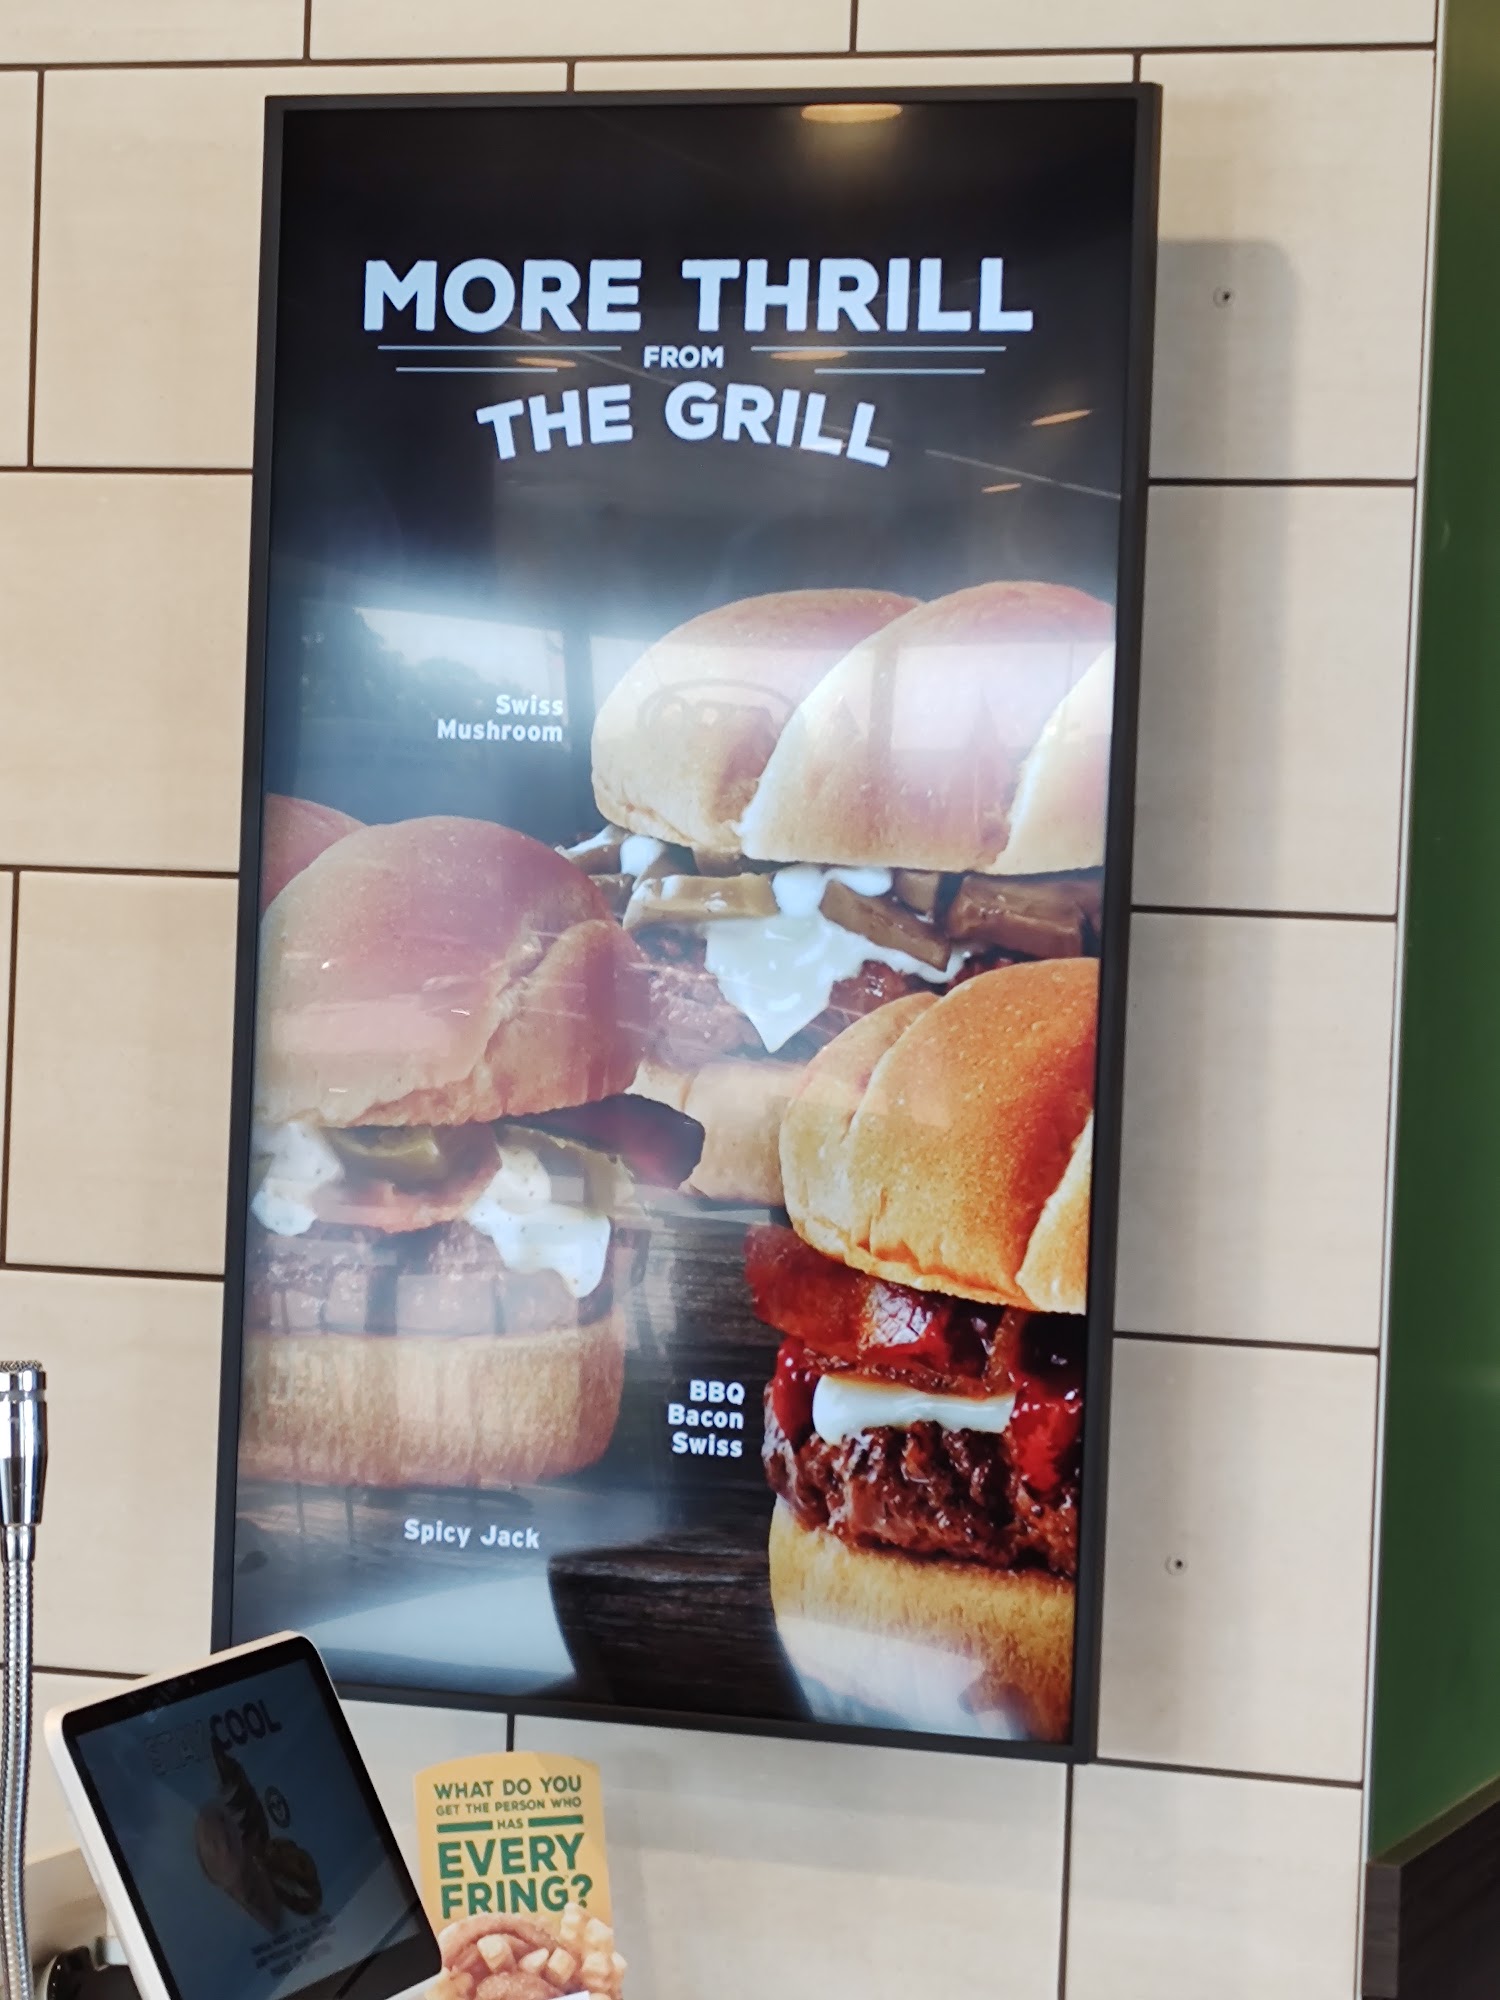 MORE THRILL
FROM
THE GRILL
Swiss
Mushroom
BBQ
Bacon
Swiss
Spicy Jack
STAY COOL
WHAT DO YOU
GET THE PERSON WHO
HAS
EVERY
FRING?